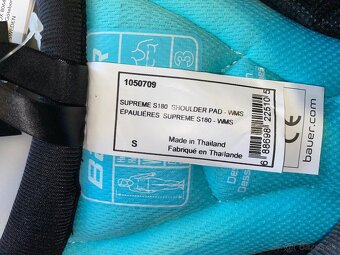 1050709
SUPREME S180 SHOULDER PAD - WMS
EPAULIÈRES SUPREME S180 - WMS
S
Made in Thailand
Fabriqué en Thaïlande
6 88698 22510 5
CE
bauer.com
3